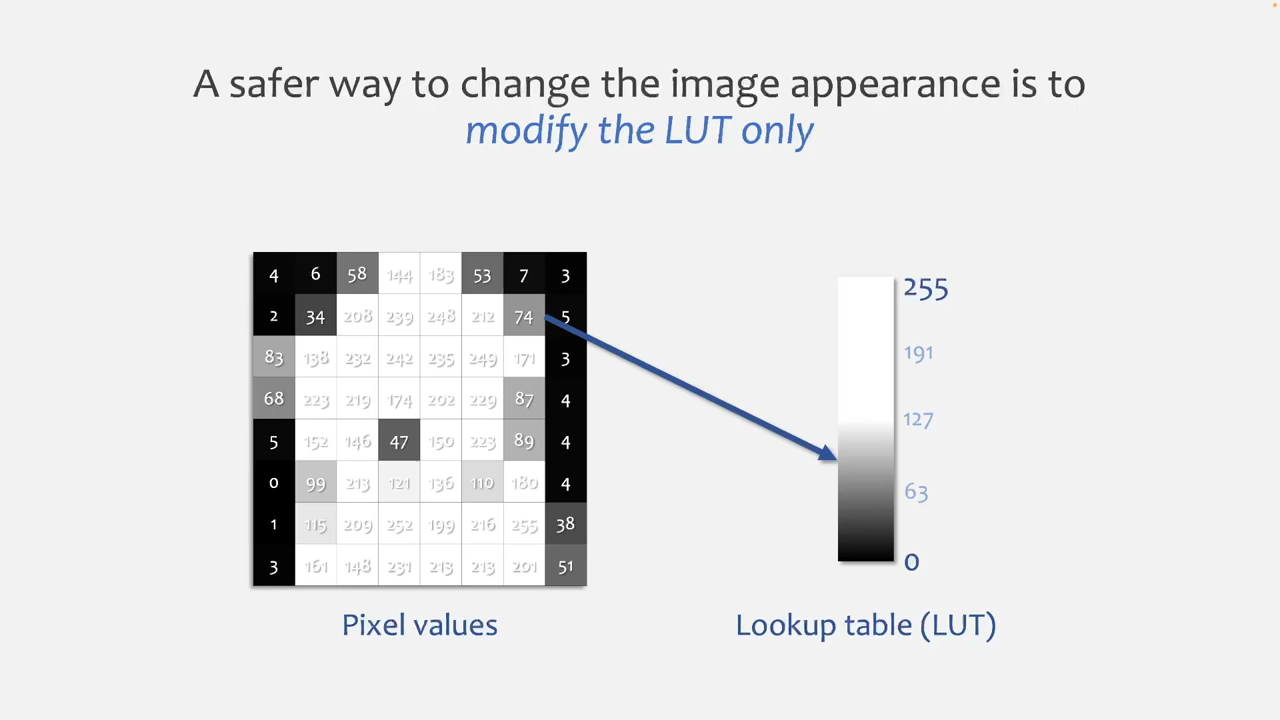 A safer way to change the image appearance is to
modify the LUT only
4 6 58 144 183 53 7 3
2 34 208 239 248 212 74 5
83 138 232 242 235 249 171 3
68 223 219 174 202 229 87 4
5 152 146 47 150 223 89 4
0 99 213 121 136 110 180 4
1 115 209 252 199 216 255 38
3 161 148 231 213 213 201 51
Pixel values
255
191
127
63
0
Lookup table (LUT)